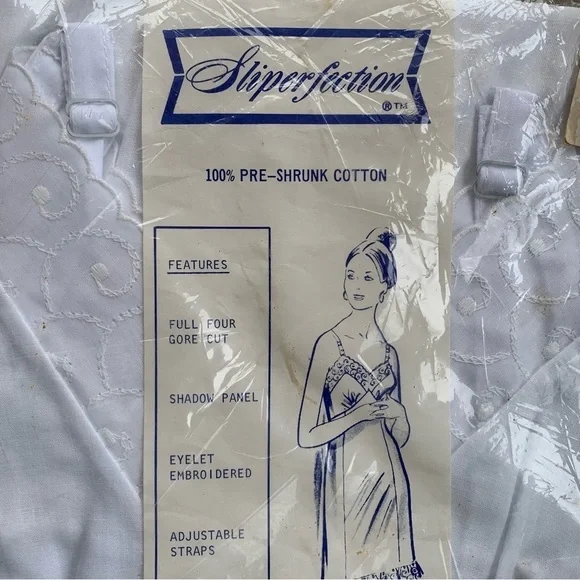 Sliperfection
® TM
100% PRE-SHRUNK COTTON
FEATURES
FULL FOUR
GORE CUT
SHADOW PANEL
EYELET
EMBROIDERED
ADJUSTABLE
STRAPS